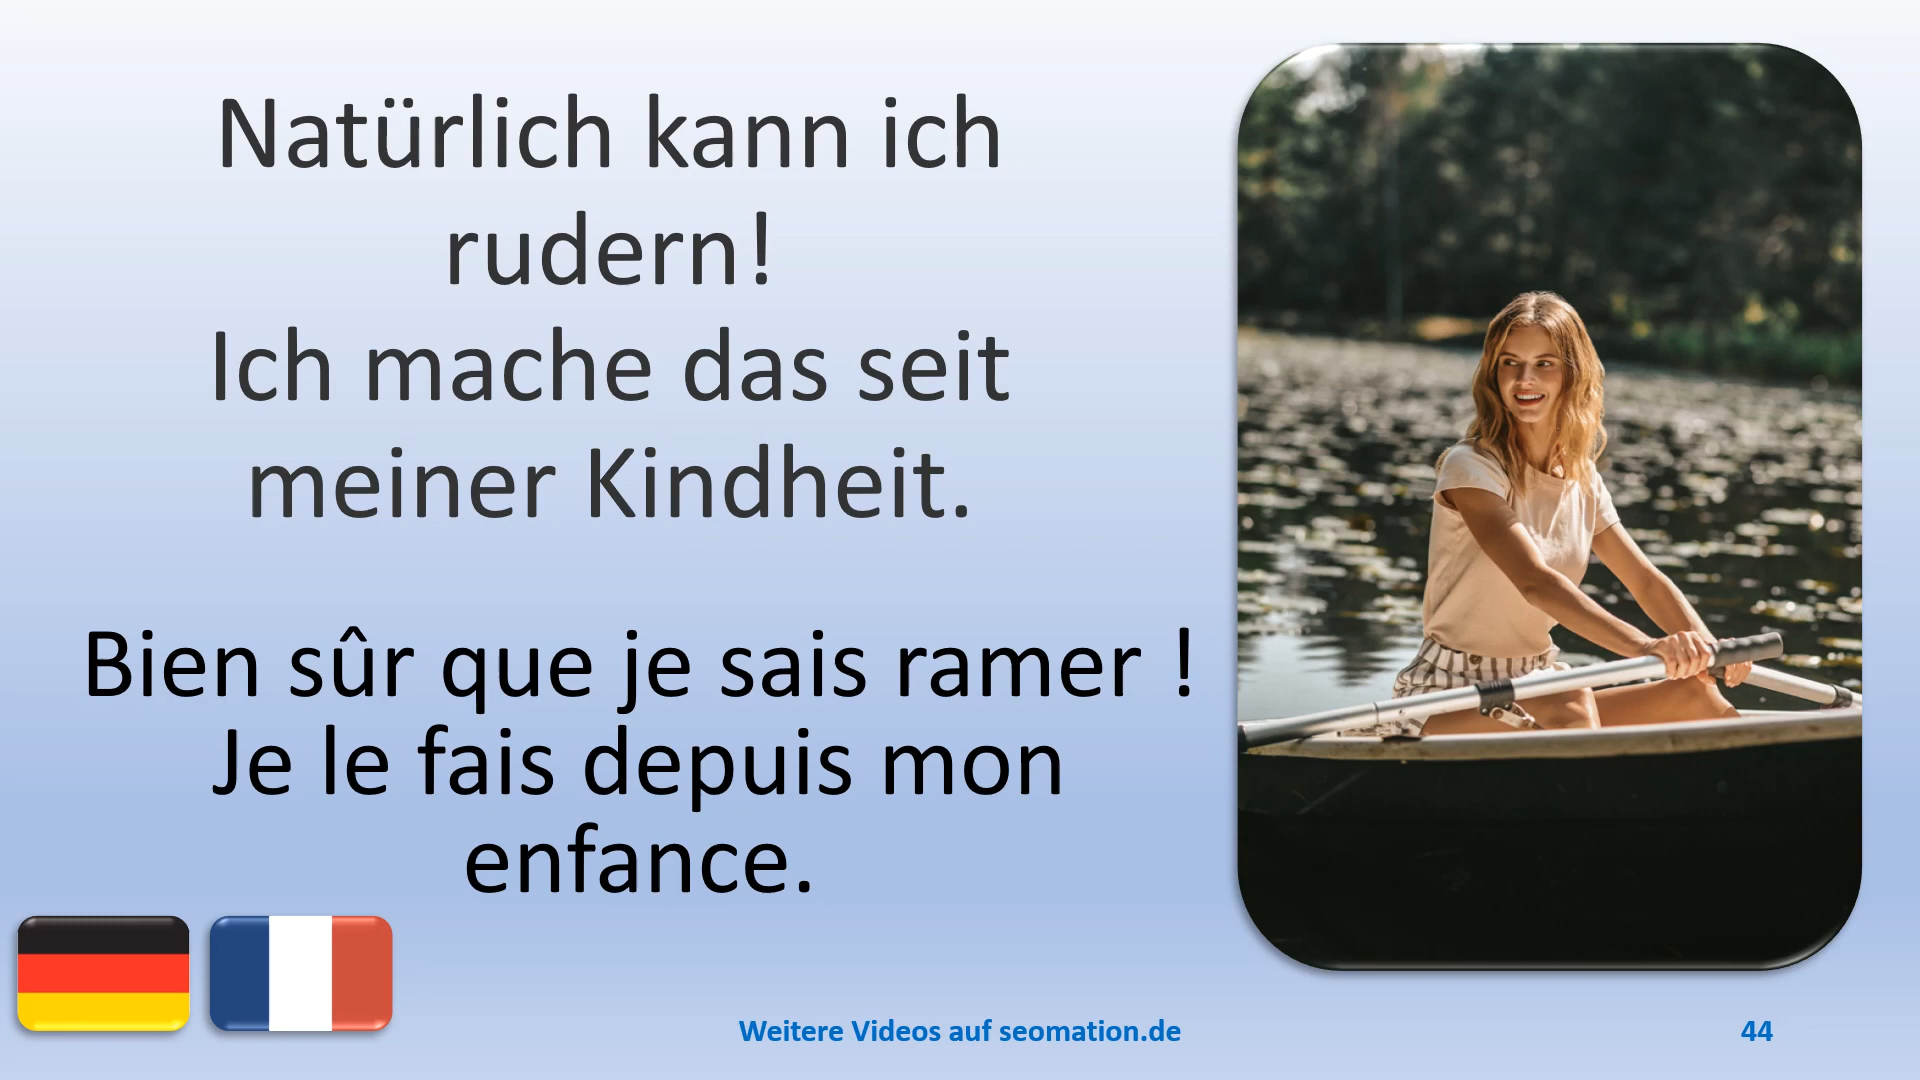 Natürlich kann ich
rudern!
Ich mache das seit
meiner Kindheit.
Bien sûr que je sais ramer !
Je le fais depuis mon
enfance.
Weitere Videos auf seomation.de
44